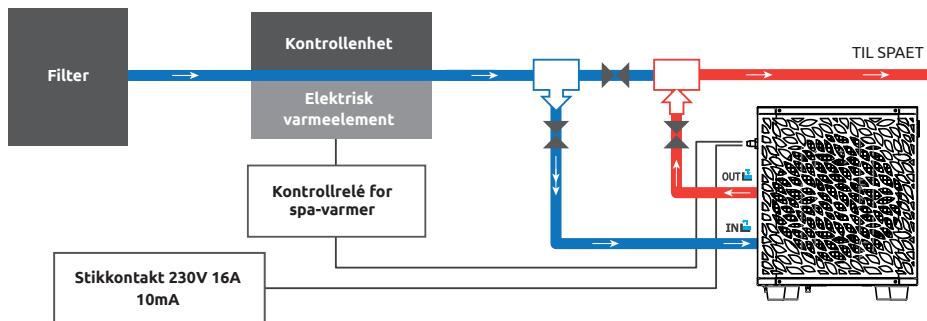 Filter
Kontrollenhet
Elektrisk
varmeelement
TIL SPAET
Kontrollrelé for
spa-varmer
OUT
IN
Stikkontakt 230V 16A
10mA